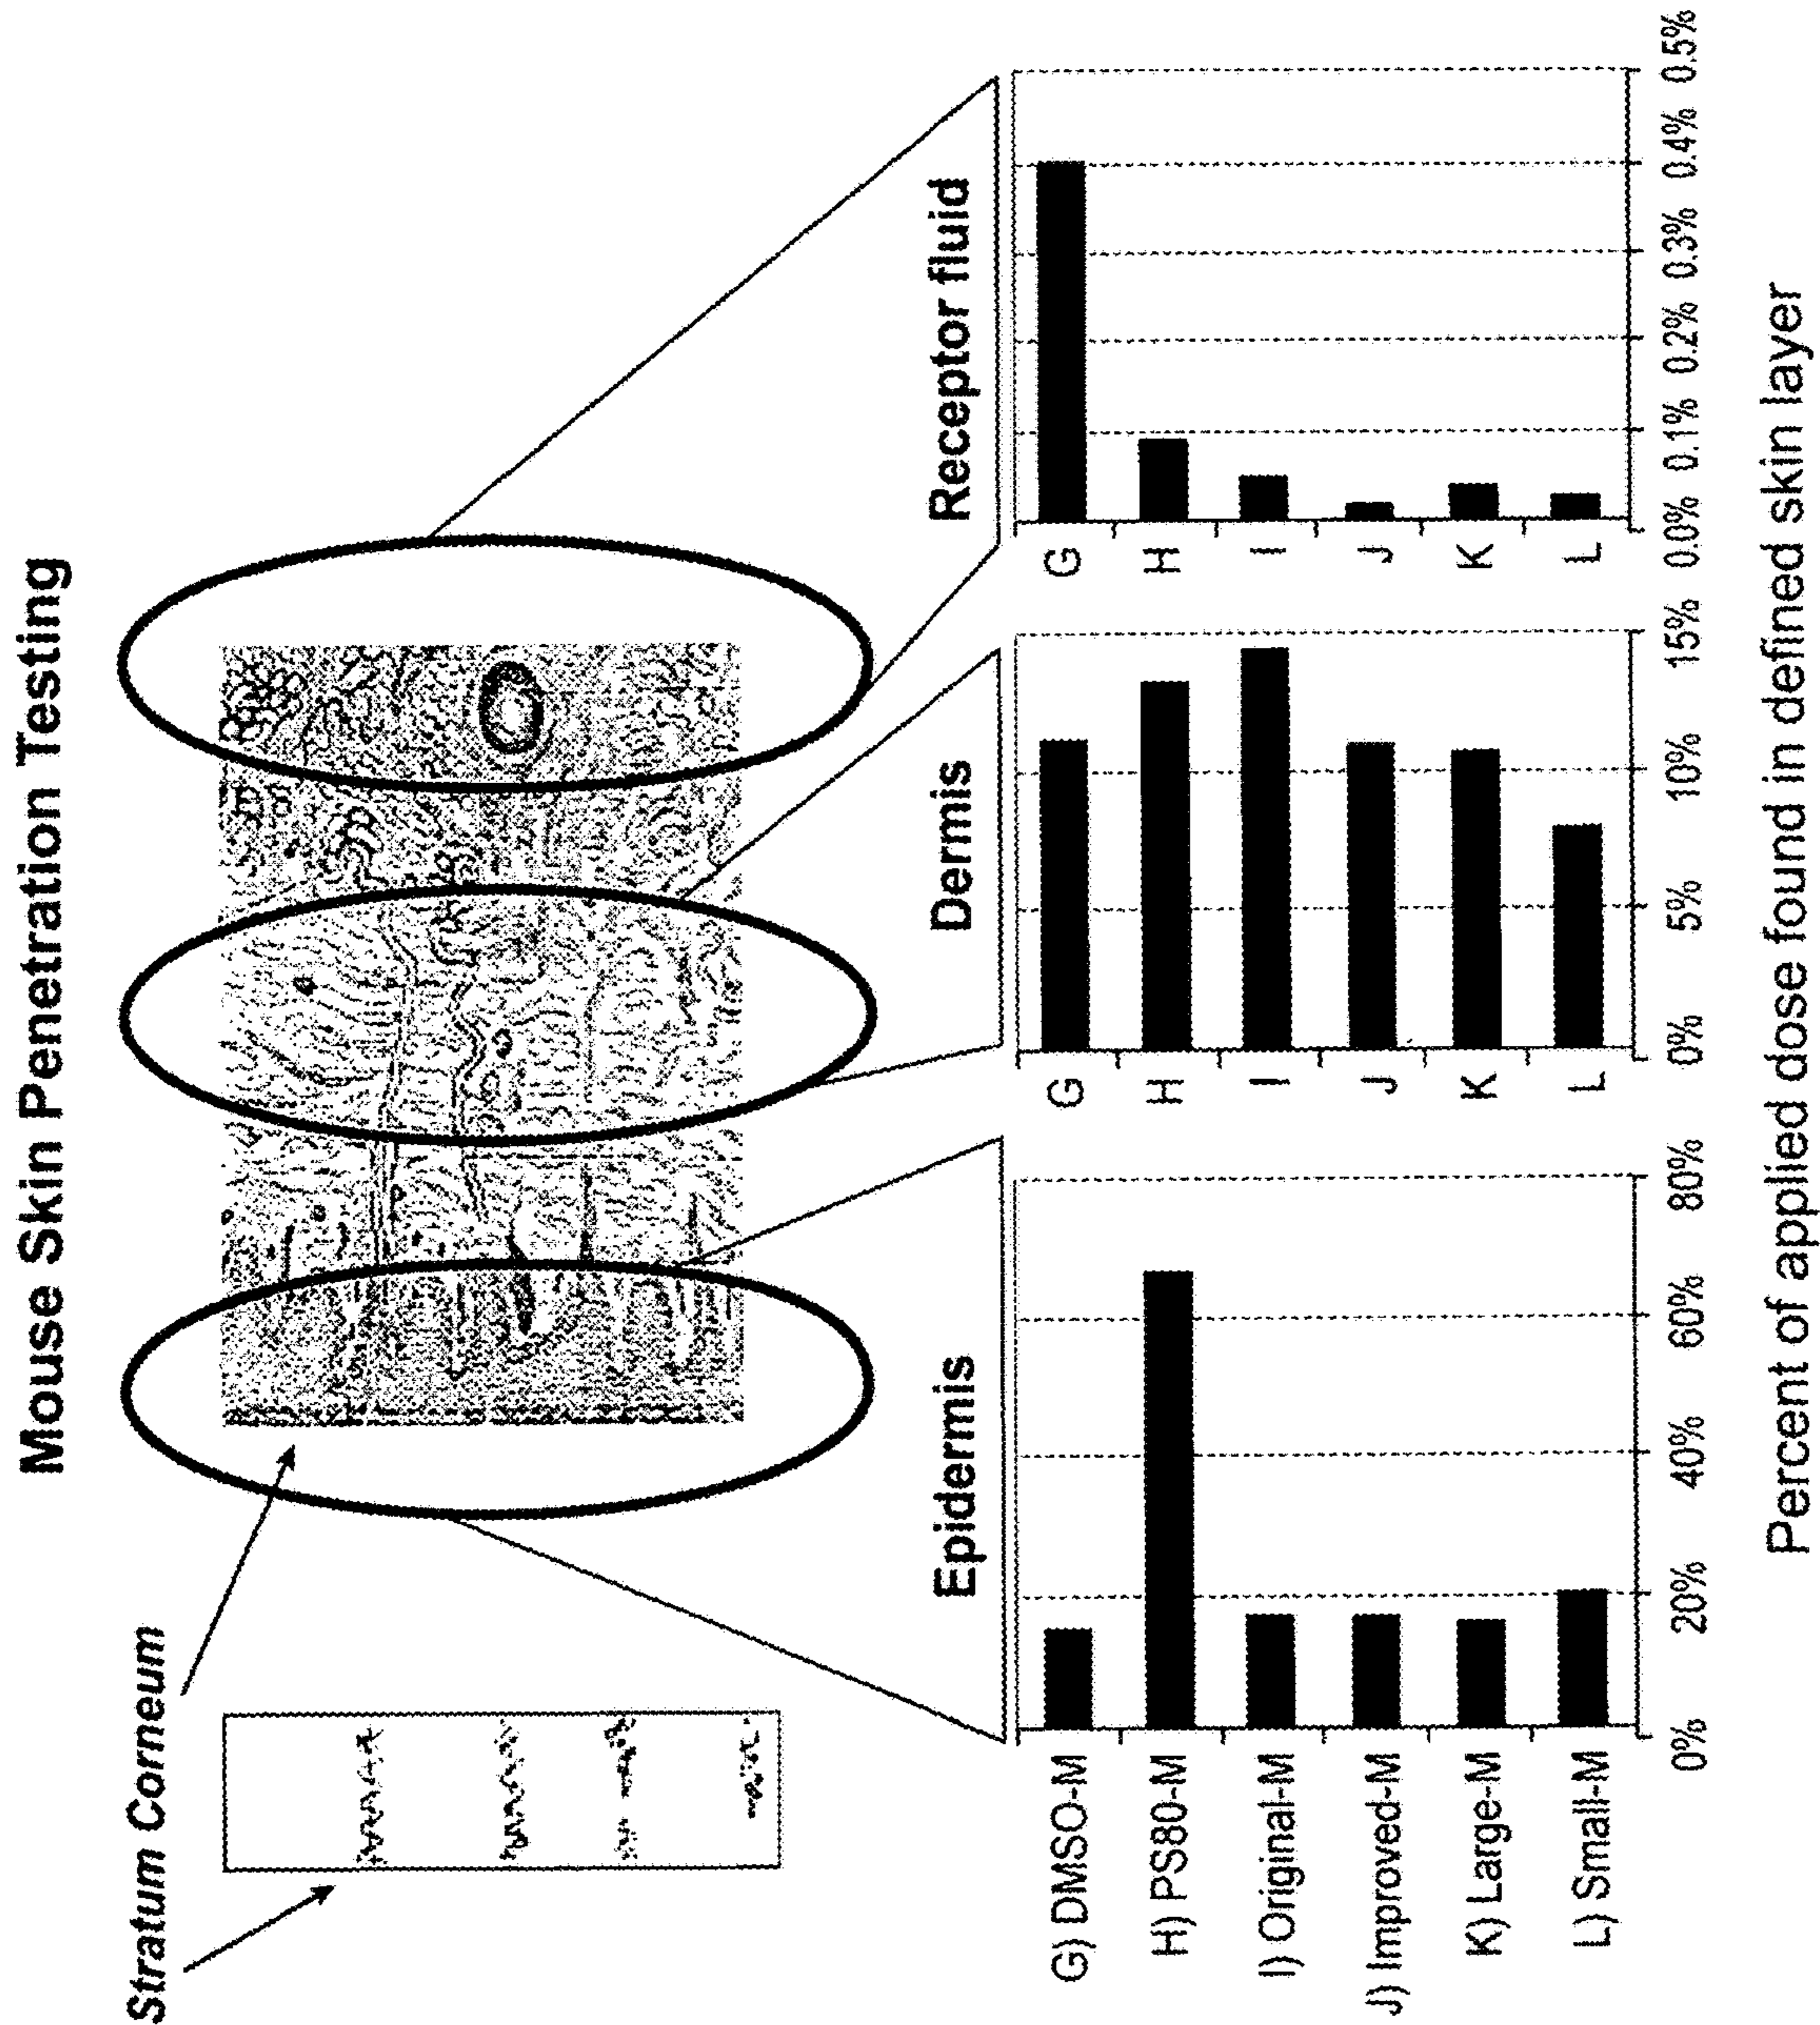 Mouse Skin Penetration Testing
Stratum Corneum
Epidermis
Dermis
Receptor fluid
G) DMSO-M
H) PS80-M
I) Original-M
J) Improved-M
K) Large-M
L) Small-M
0% 20% 40% 60% 80%
G
H
I
J
K
L
0% 5% 10% 15%
G
H
I
J
K
L
0.0% 0.1% 0.2% 0.3% 0.4% 0.5%
Percent of applied dose found in defined skin layer